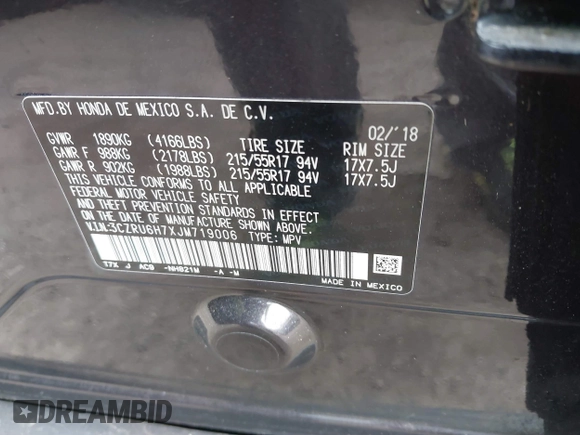 MFD.BY HONDA DE MEXICO S.A. DE C.V.
02/'18
GVWR 1890KG (4166LBS) TIRE SIZE RIM SIZE
GAWR F 988KG (2178LBS) 215/55R17 94V 17X7.5J
GAWR R 902KG (1988LBS) 215/55R17 94V 17X7.5J
THIS VEHICLE CONFORMS TO ALL APPLICABLE
FEDERAL MOTOR VEHICLE SAFETY
AND THEFT PREVENTION STANDARDS IN EFFECT
ON THE DATE OF MANUFACTURE SHOWN ABOVE.
V.I.N.:3CZRU6H7XJM719006 TYPE: MPV
T7X J ACB -NH821M -A -M
MADE IN MEXICO
DREAMBID